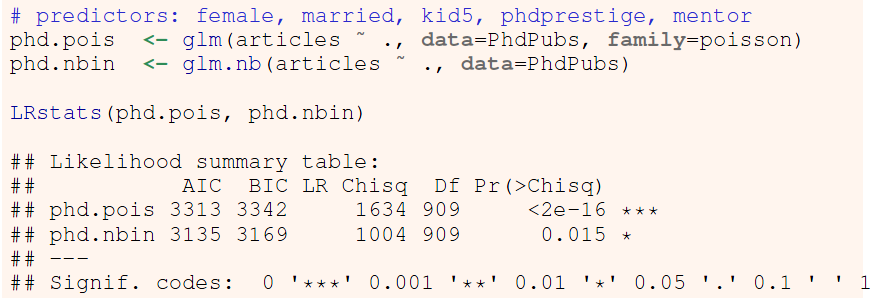 # predictors: female, married, kid5, phdprestige, mentor
phd.pois <- glm(articles ~ ., data=PhdPubs, family=poisson)
phd.nbin <- glm.nb(articles ~ ., data=PhdPubs)
LRstats(phd.pois, phd.nbin)
## Likelihood summary table:
## AIC BIC LR Chisq Df Pr(>Chisq)
## phd.pois 3313 3342 1634 909 <2e-16 ***
## phd.nbin 3135 3169 1004 909 0.015 *
## ---
## Signif. codes: 0 '***' 0.001 '**' 0.01 '*' 0.05 '.' 0.1 ' ' 1